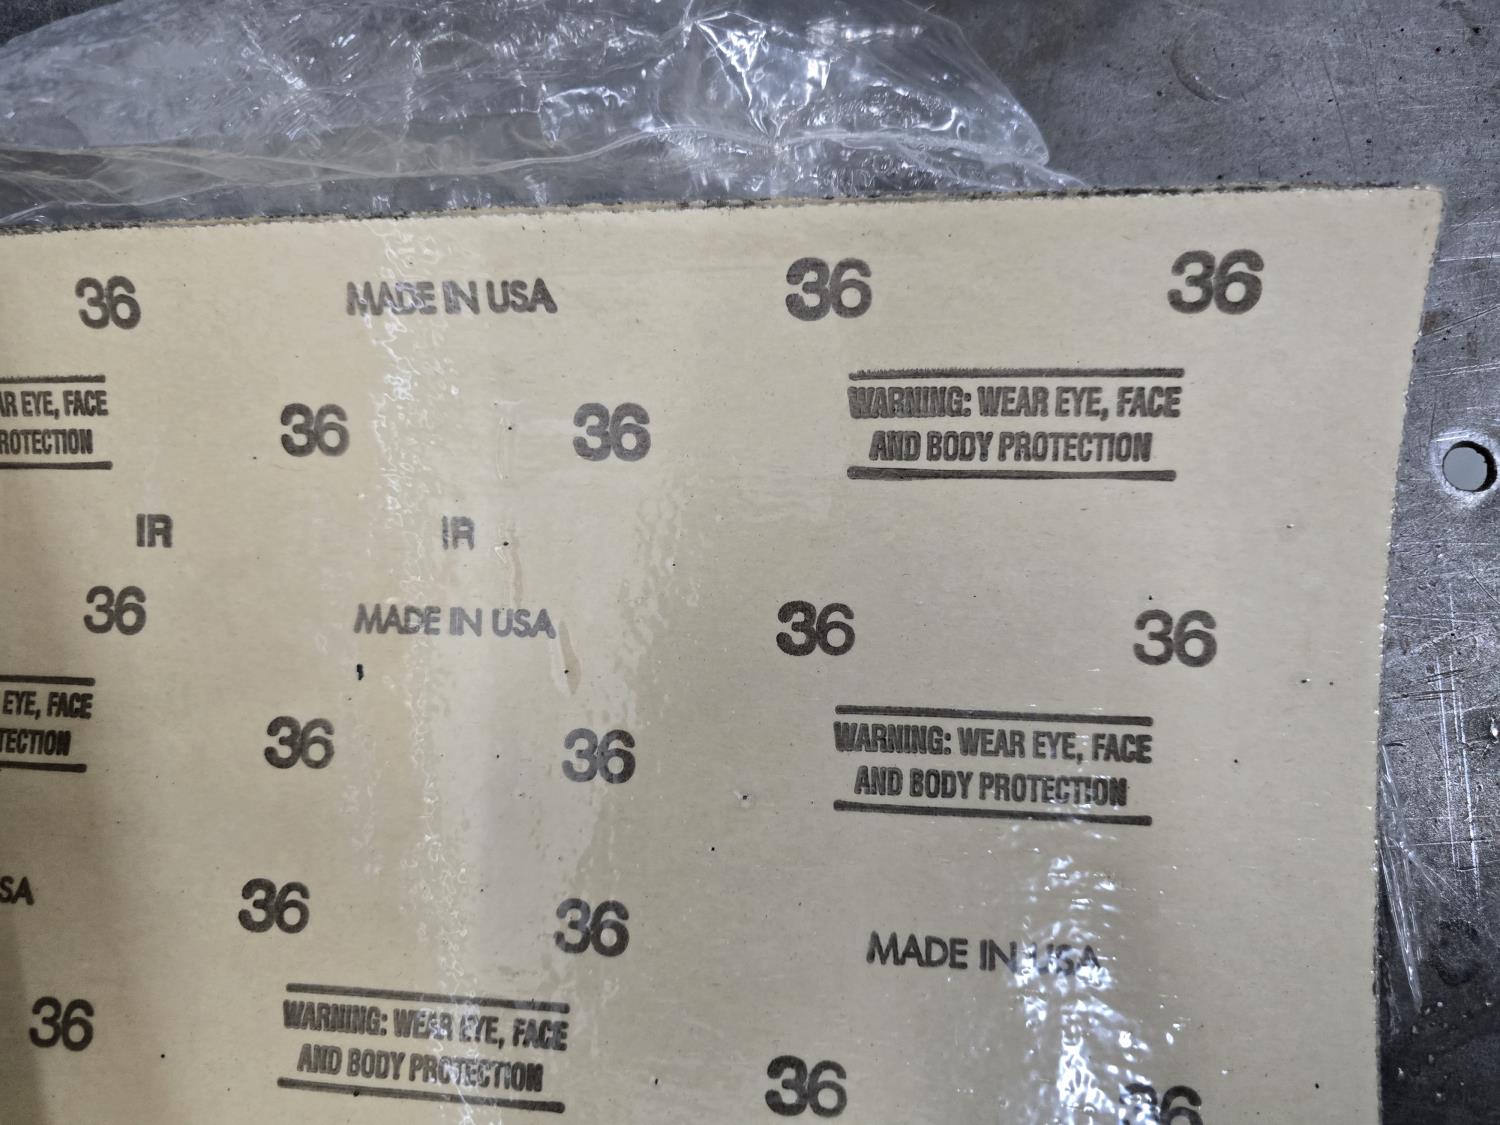 36
MADE IN USA
36
36
AR EYE, FACE
ROTECTION
36
36
WARNING: WEAR EYE, FACE
AND BODY PROTECTION
IR
IR
36
MADE IN USA
36
36
EYE, FACE
TECTION
36
36
WARNING: WEAR EYE, FACE
AND BODY PROTECTION
SA
36
36
MADE IN USA
36
WARNING: WEAR EYE, FACE
AND BODY PROTECTION
36
36